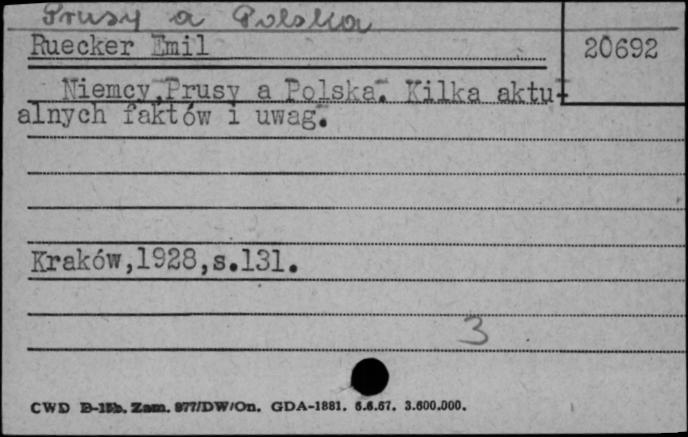 Prusy a Polska
Ruecker Emil
20692
Niemcy,Prusy a Polska. Kilka aktu-
alnych faktów i uwag.
Kraków,1928,s.131.
3
CWD B-15b. Zam. 977/DW/On. GDA-1881. 6.6.67. 3.600.000.